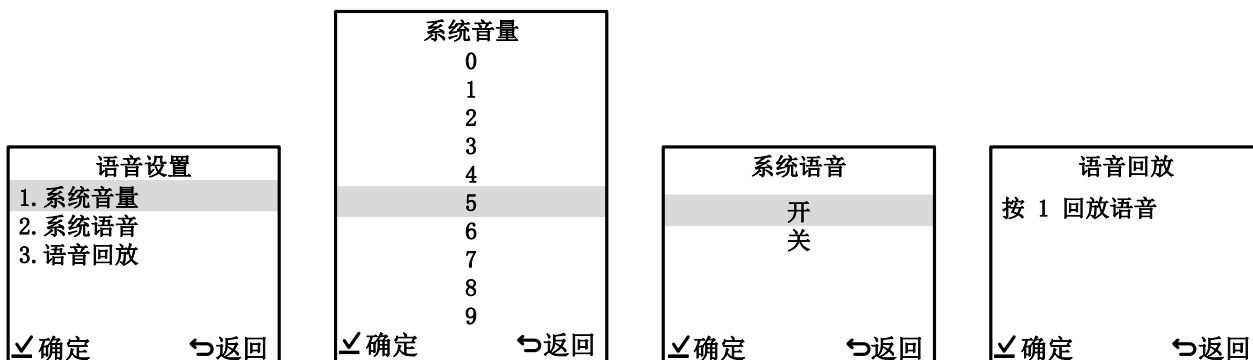 语音设置
1.系统音量
2.系统语音
3.语音回放
确定 返回
系统音量
0
1
2
3
4
5
6
7
8
9
确定 返回
系统语音
开
关
确定 返回
语音回放
按 1 回放语音
确定 返回